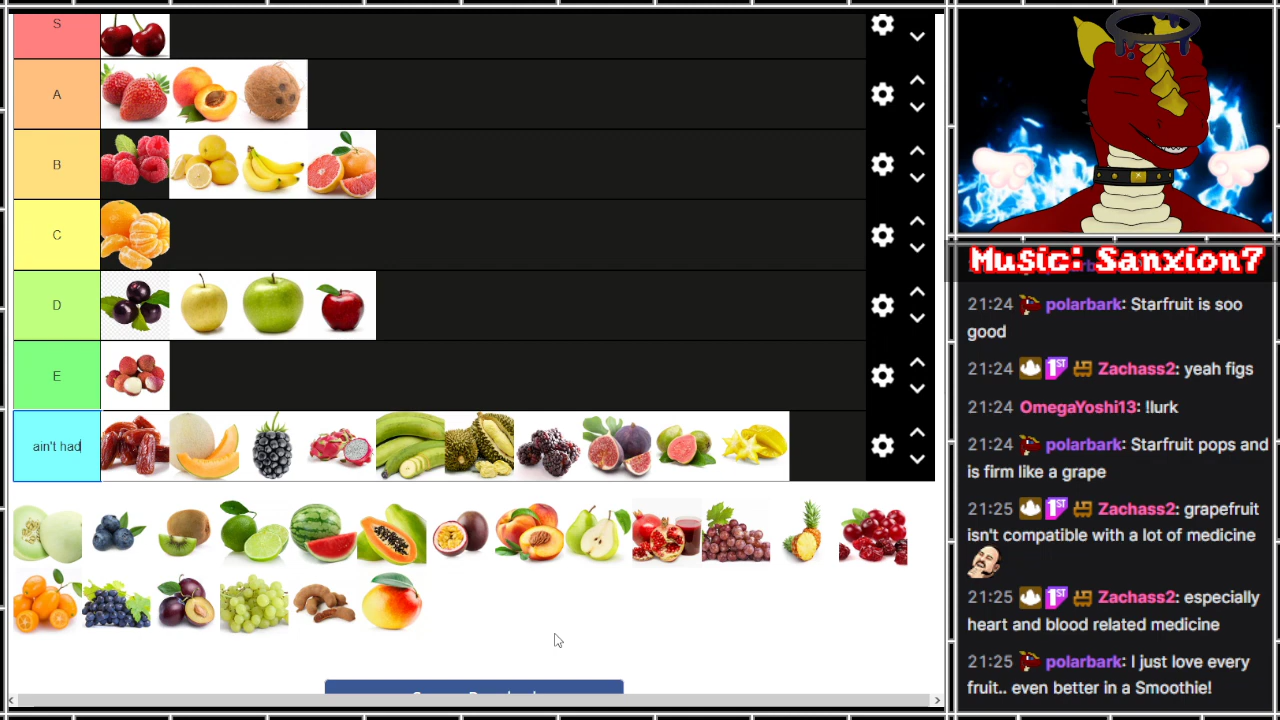 S
A
B
C
D
E
ain't had
Music: Sanxion7
21:24 polarbark: Starfruit is soo
good
21:24 1ST Zachass2: yeah figs
21:24 OmegaYoshi13: !lurk
21:24 polarbark: Starfruit pops and
is firm like a grape
21:25 1ST Zachass2: grapefruit
isn't compatible with a lot of medicine
21:25 1ST Zachass2: especially
heart and blood related medicine
21:25 polarbark: I just love every
fruit.. even better in a Smoothie!